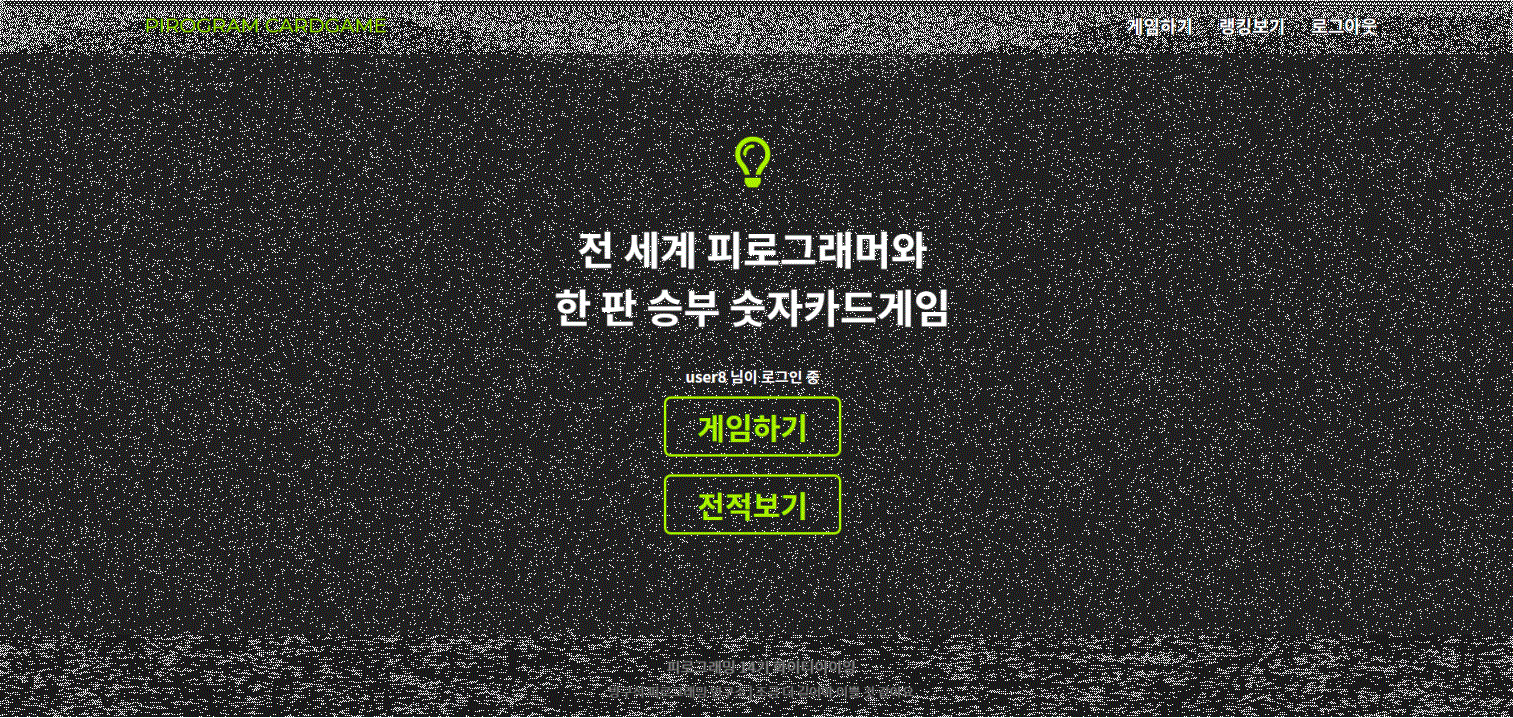 PIROGRAM CARDGAME
게임하기 랭킹보기 로그아웃
전 세계 피로그래머와
한 판 승부 숫자카드게임
user8 님이 로그인 중
게임하기
전적보기